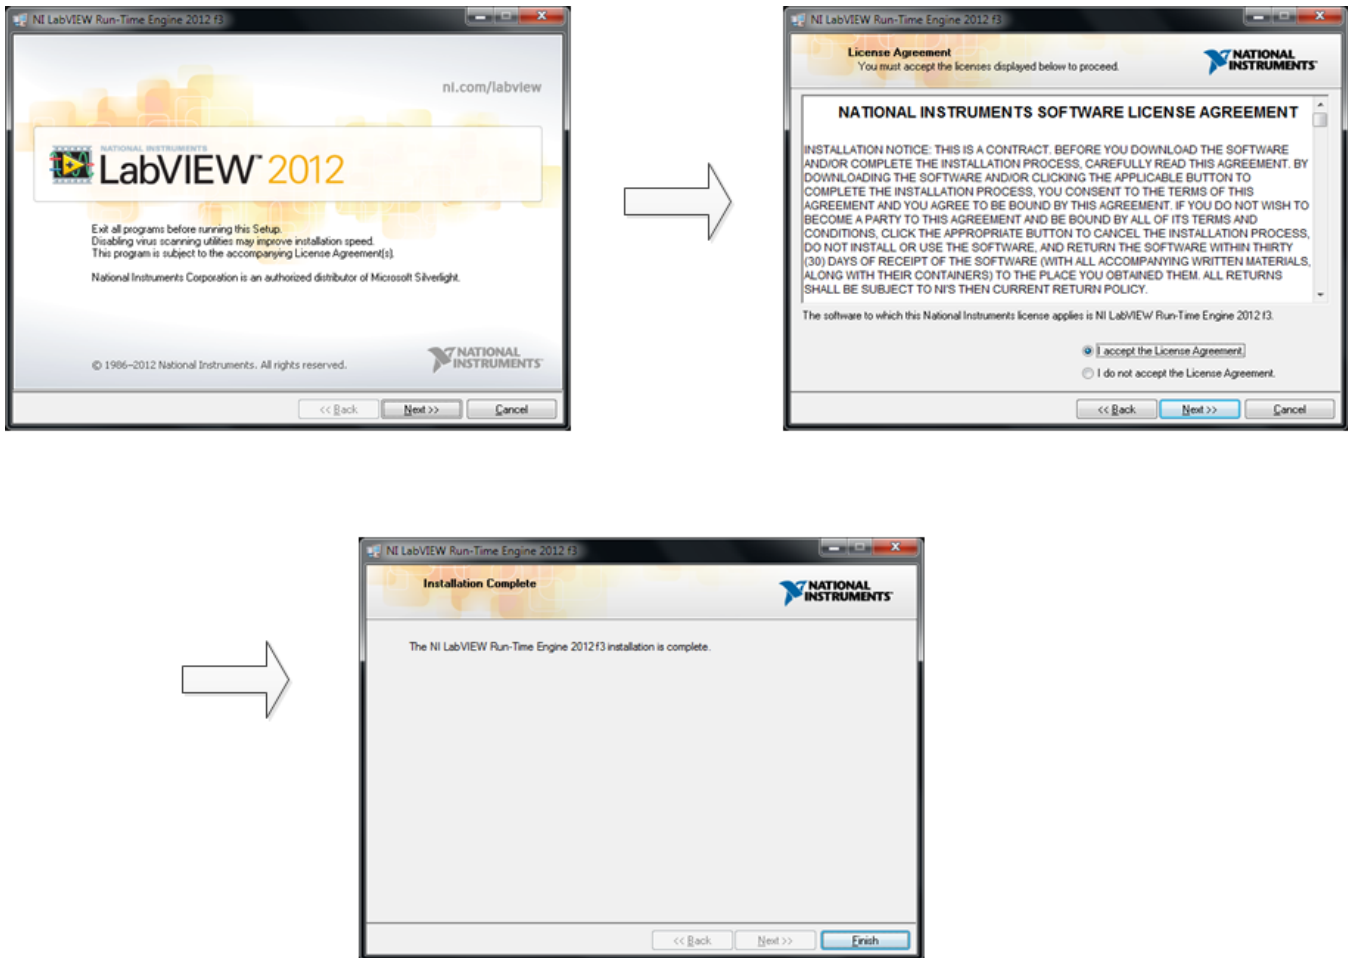 NI LabVIEW Run-Time Engine 2012 f3
ni.com/labview
NATIONAL INSTRUMENTS
LabVIEW™ 2012
Exit all programs before running this Setup.
Disabling virus scanning utilities may improve installation speed.
This program is subject to the accompanying License Agreement(s).
National Instruments Corporation is an authorized distributor of Microsoft Silverlight.
© 1986–2012 National Instruments. All rights reserved.
NATIONAL
INSTRUMENTS
<< Back Next >> Cancel
NI LabVIEW Run-Time Engine 2012 f3
License Agreement
You must accept the licenses displayed below to proceed.
NATIONAL
INSTRUMENTS
NATIONAL INSTRUMENTS SOFTWARE LICENSE AGREEMENT
INSTALLATION NOTICE: THIS IS A CONTRACT. BEFORE YOU DOWNLOAD THE SOFTWARE
AND/OR COMPLETE THE INSTALLATION PROCESS, CAREFULLY READ THIS AGREEMENT. BY
DOWNLOADING THE SOFTWARE AND/OR CLICKING THE APPLICABLE BUTTON TO
COMPLETE THE INSTALLATION PROCESS, YOU CONSENT TO THE TERMS OF THIS
AGREEMENT AND YOU AGREE TO BE BOUND BY THIS AGREEMENT. IF YOU DO NOT WISH TO
BECOME A PARTY TO THIS AGREEMENT AND BE BOUND BY ALL OF ITS TERMS AND
CONDITIONS, CLICK THE APPROPRIATE BUTTON TO CANCEL THE INSTALLATION PROCESS,
DO NOT INSTALL OR USE THE SOFTWARE, AND RETURN THE SOFTWARE WITHIN THIRTY
(30) DAYS OF RECEIPT OF THE SOFTWARE (WITH ALL ACCOMPANYING WRITTEN MATERIALS,
ALONG WITH THEIR CONTAINERS) TO THE PLACE YOU OBTAINED THEM. ALL RETURNS
SHALL BE SUBJECT TO NI'S THEN CURRENT RETURN POLICY.
The software to which this National Instruments license applies is NI LabVIEW Run-Time Engine 2012 f3.
I accept the License Agreement.
I do not accept the License Agreement.
<< Back Next >> Cancel
NI LabVIEW Run-Time Engine 2012 f3
Installation Complete
NATIONAL
INSTRUMENTS
The NI LabVIEW Run-Time Engine 2012 f3 installation is complete.
<< Back Next >> Finish